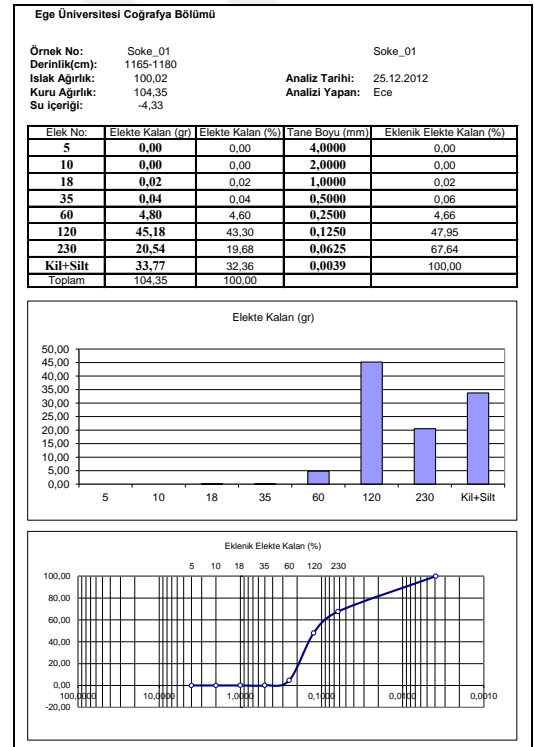 Ege Üniversitesi Coğrafya Bölümü
Örnek No: Soke_01 Soke_01
Derinlik(cm): 1165-1180
Islak Ağırlık: 100,02 Analiz Tarihi: 25.12.2012
Kuru Ağırlık: 104,35 Analizi Yapan: Ece
Su içeriği: -4,33
Elek No: Elekte Kalan (gr) Elekte Kalan (%) Tane Boyu (mm) Eklenik Elekte Kalan (%)
5 0,00 0,00 4,0000 0,00
10 0,00 0,00 2,0000 0,00
18 0,02 0,02 1,0000 0,02
35 0,04 0,04 0,5000 0,06
60 4,80 4,60 0,2500 4,66
120 45,18 43,30 0,1250 47,95
230 20,54 19,68 0,0625 67,64
Kil+Silt 33,77 32,36 0,0039 100,00
Toplam 104,35 100,00
Elekte Kalan (gr)
50,00
45,00
40,00
35,00
30,00
25,00
20,00
15,00
10,00
5,00
0,00
5 10 18 35 60 120 230 Kil+Silt
Eklenik Elekte Kalan (%)
5 10 18 35 60 120 230
100,00
80,00
60,00
40,00
20,00
0,00
100,0000 10,0000 1,0000 0,1000 0,0100 0,0010
-20,00